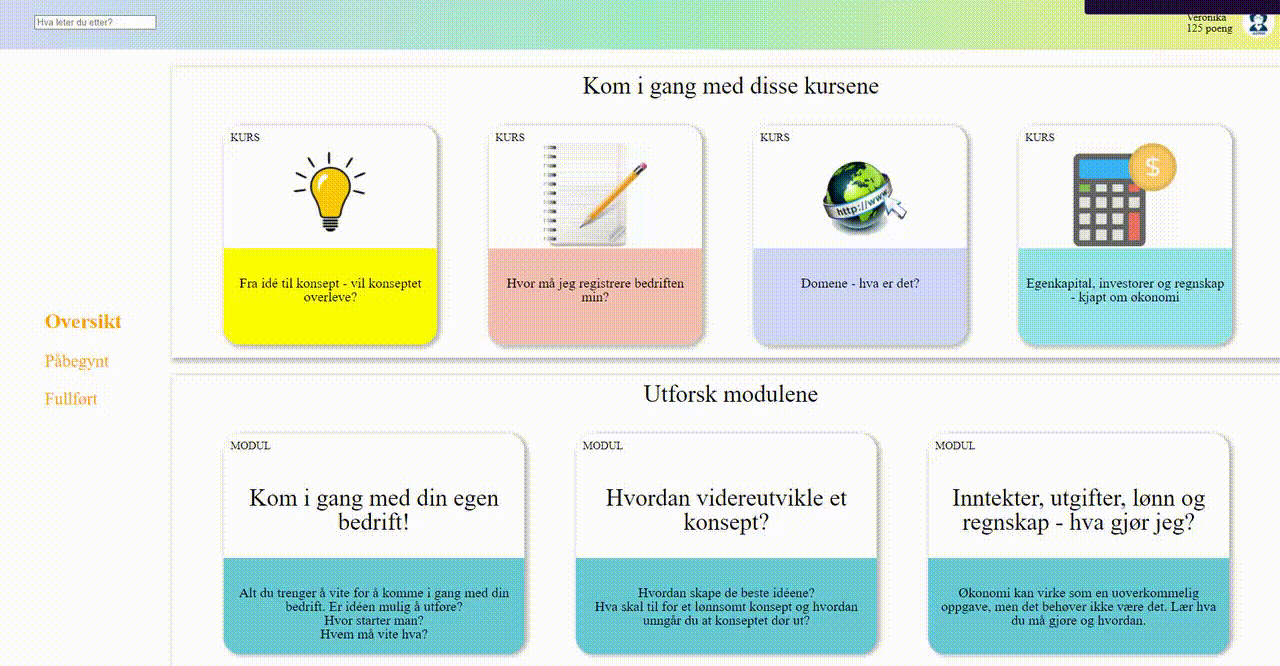 Hva leter du etter?
Veronika
125 poeng
Kom i gang med disse kursene
KURS
Fra idé til konsept - vil konseptet
overleve?
KURS
Hvor må jeg registrere bedriften
min?
KURS
http://www.
Domene - hva er det?
KURS
$
Egenkapital, investorer og regnskap
- kjapt om økonomi
Oversikt
Påbegynt
Fullført
Utforsk modulene
MODUL
Kom i gang med din egen
bedrift!
Alt du trenger å vite for å komme i gang med din
bedrift. Er idéen mulig å utføre?
Hvor starter man?
Hvem må vite hva?
MODUL
Hvordan videreutvikle et
konsept?
Hvordan skape de beste idéene?
Hva skal til for et lønnsomt konsept og hvordan
unngår du at konseptet dør ut?
MODUL
Inntekter, utgifter, lønn og
regnskap - hva gjør jeg?
Økonomi kan virke som en uoverkommelig
oppgave, men det behøver ikke være det. Lær hva
du må gjøre og hvordan.